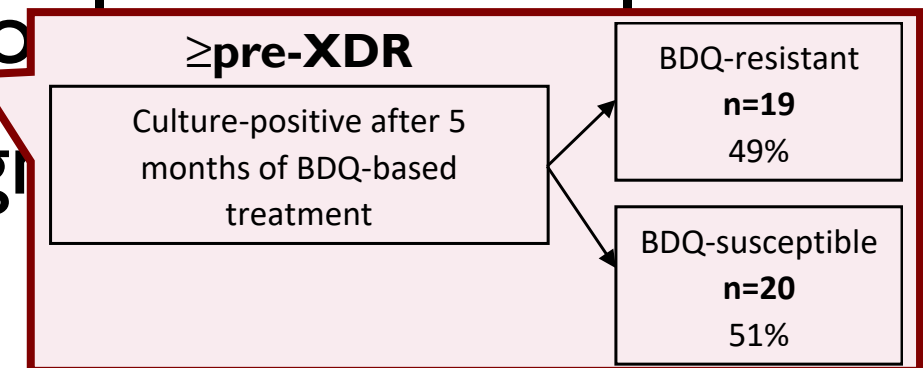 ≥pre-XDR
Culture-positive after 5
months of BDQ-based
treatment
BDQ-resistant
n=19
49%
BDQ-susceptible
n=20
51%